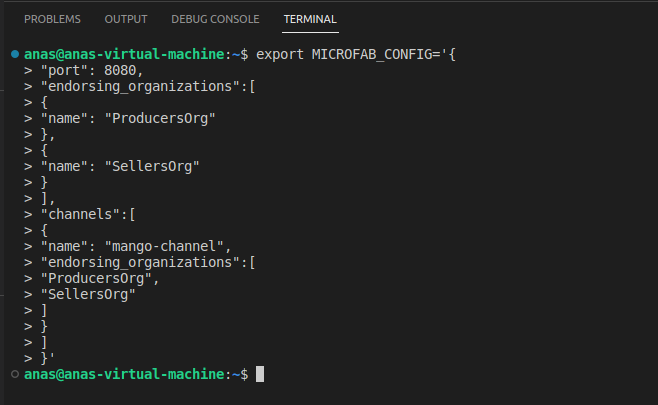 PROBLEMS OUTPUT DEBUG CONSOLE TERMINAL
anas@anas-virtual-machine:~$ export MICROFAB_CONFIG='{
> "port": 8080,
> "endorsing_organizations":[
> {
> "name": "ProducersOrg"
> },
> {
> "name": "SellersOrg"
> }
> ],
> "channels":[
> {
> "name": "mango-channel",
> "endorsing_organizations":[
> "ProducersOrg",
> "SellersOrg"
> ]
> }
> ]
> }'
anas@anas-virtual-machine:~$